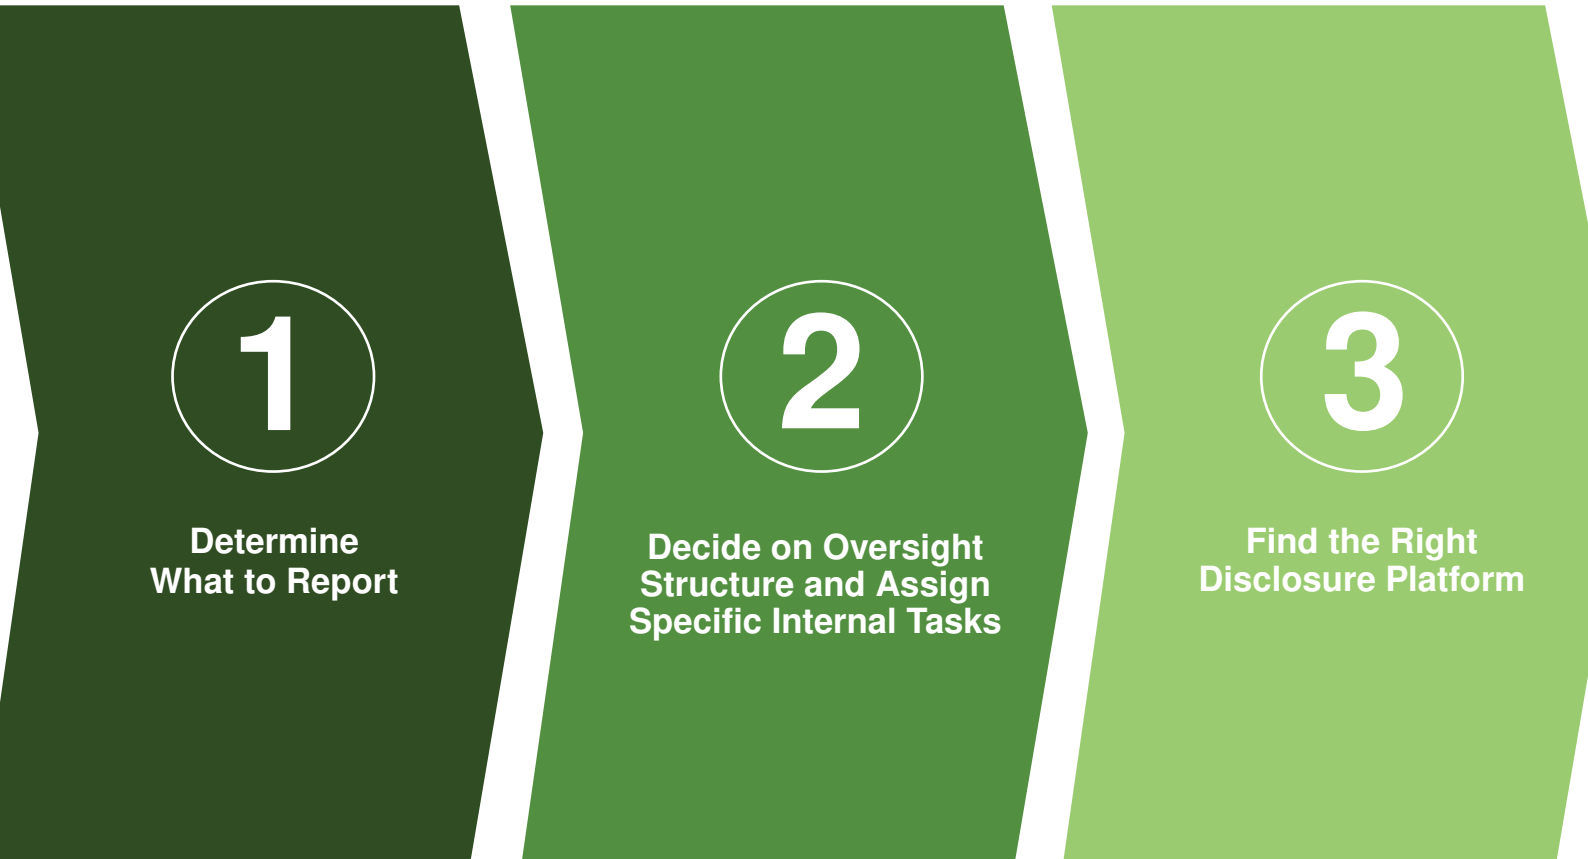 1
Determine
What to Report
2
Decide on Oversight
Structure and Assign
Specific Internal Tasks
3
Find the Right
Disclosure Platform